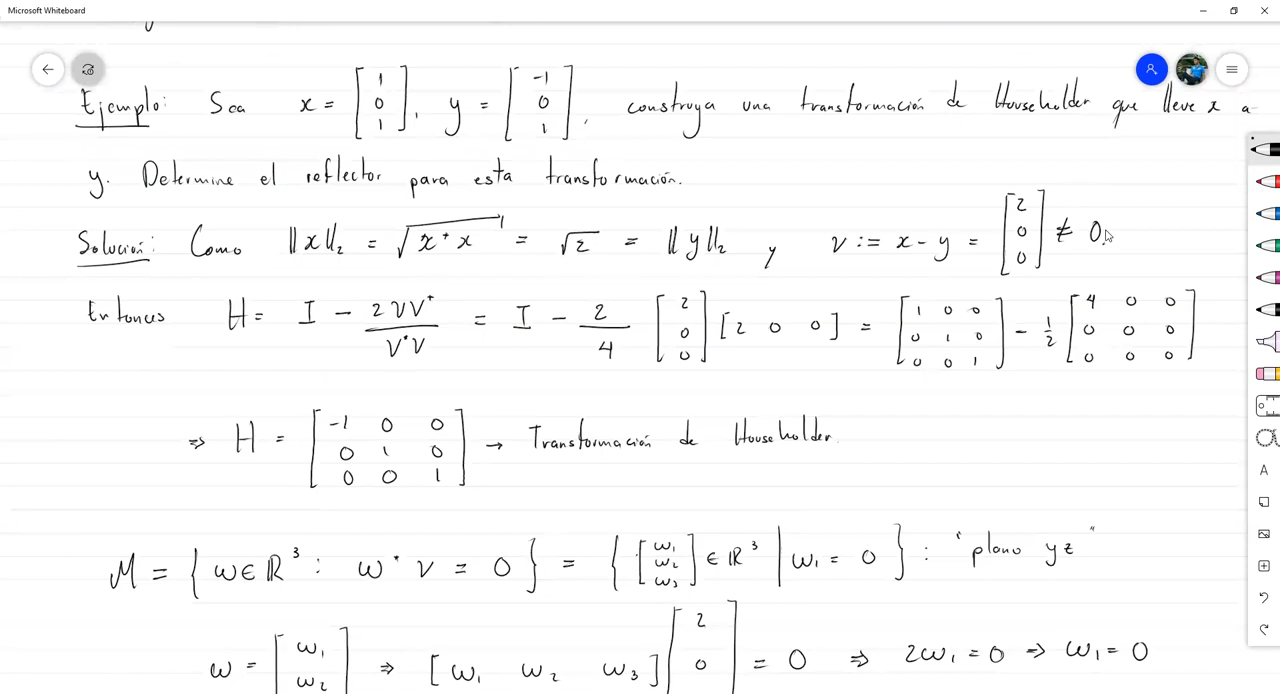 Microsoft Whiteboard
Ejemplo: Sea x = [1 0 1], y = [-1 0 1], construya una transformación de Householder que lleve x a
y. Determine el reflector para esta transformación.
Solución: Como ||x||₂ = √(x* x) = √2 = ||y||₂ y v := x - y = [2 0 0] ≠ 0.
Entonces H = I - 2VV*/V*V = I - 2/4 [2 0 0] [2 0 0] = [1 0 0; 0 1 0; 0 0 1] - 1/2 [4 0 0; 0 0 0; 0 0 0]
⇒ H = [-1 0 0; 0 1 0; 0 0 1] → Transformación de Householder.
M = { w ∈ ℝ³ : w* v = 0 } = { [w₁ w₂ w₃] ∈ ℝ³ | w₁ = 0 } : "plano yz"
w = [w₁ w₂ ⇒ [w₁ w₂ w₃] [2 0 = 0 ⇒ 2w₁ = 0 ⇒ w₁ = 0
A